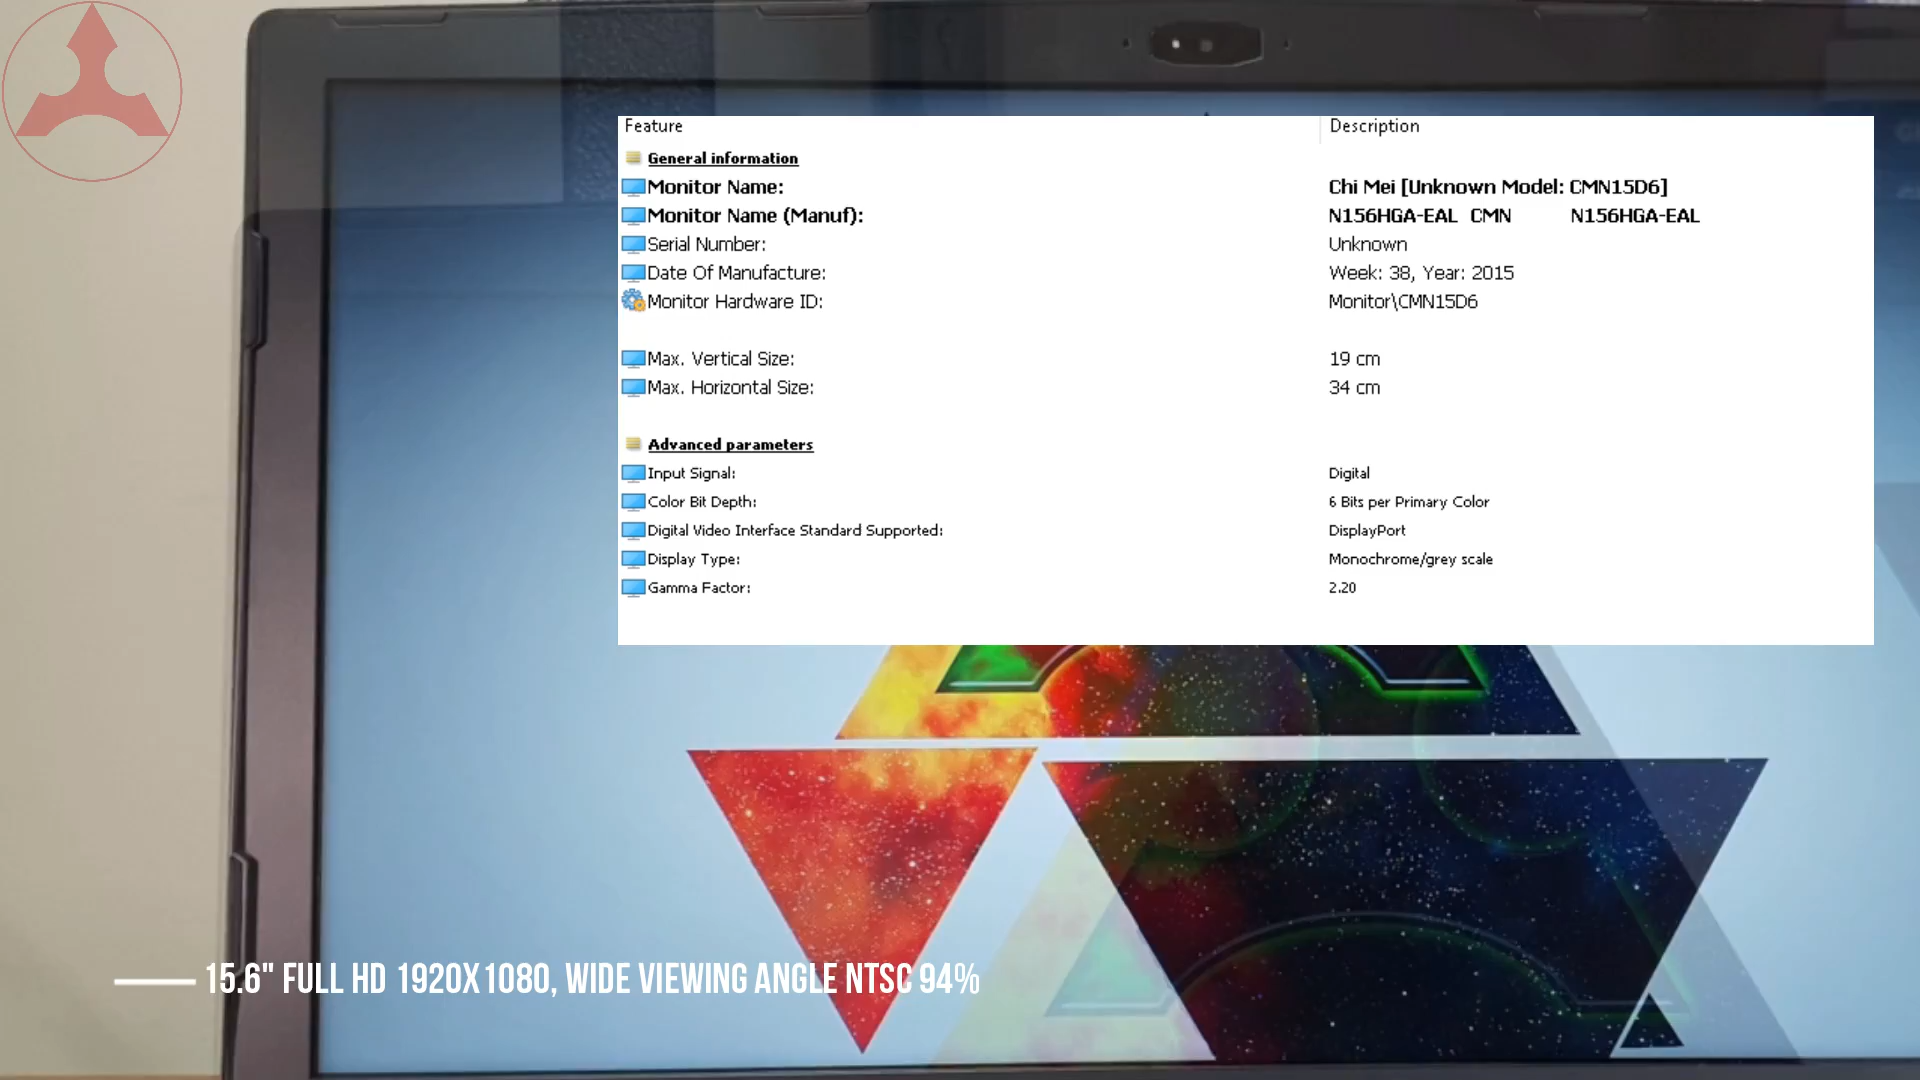 Feature Description
General information
Monitor Name: Chi Mei [Unknown Model: CMN15D6]
Monitor Name (Manuf): N156HGA-EAL CMN N156HGA-EAL
Serial Number: Unknown
Date Of Manufacture: Week: 38, Year: 2015
Monitor Hardware ID: Monitor\CMN15D6
Max. Vertical Size: 19 cm
Max. Horizontal Size: 34 cm
Advanced parameters
Input Signal: Digital
Color Bit Depth: 6 Bits per Primary Color
Digital Video Interface Standard Supported: DisplayPort
Display Type: Monochrome/grey scale
Gamma Factor: 2.20
15.6" FULL HD 1920X1080, WIDE VIEWING ANGLE NTSC 94%